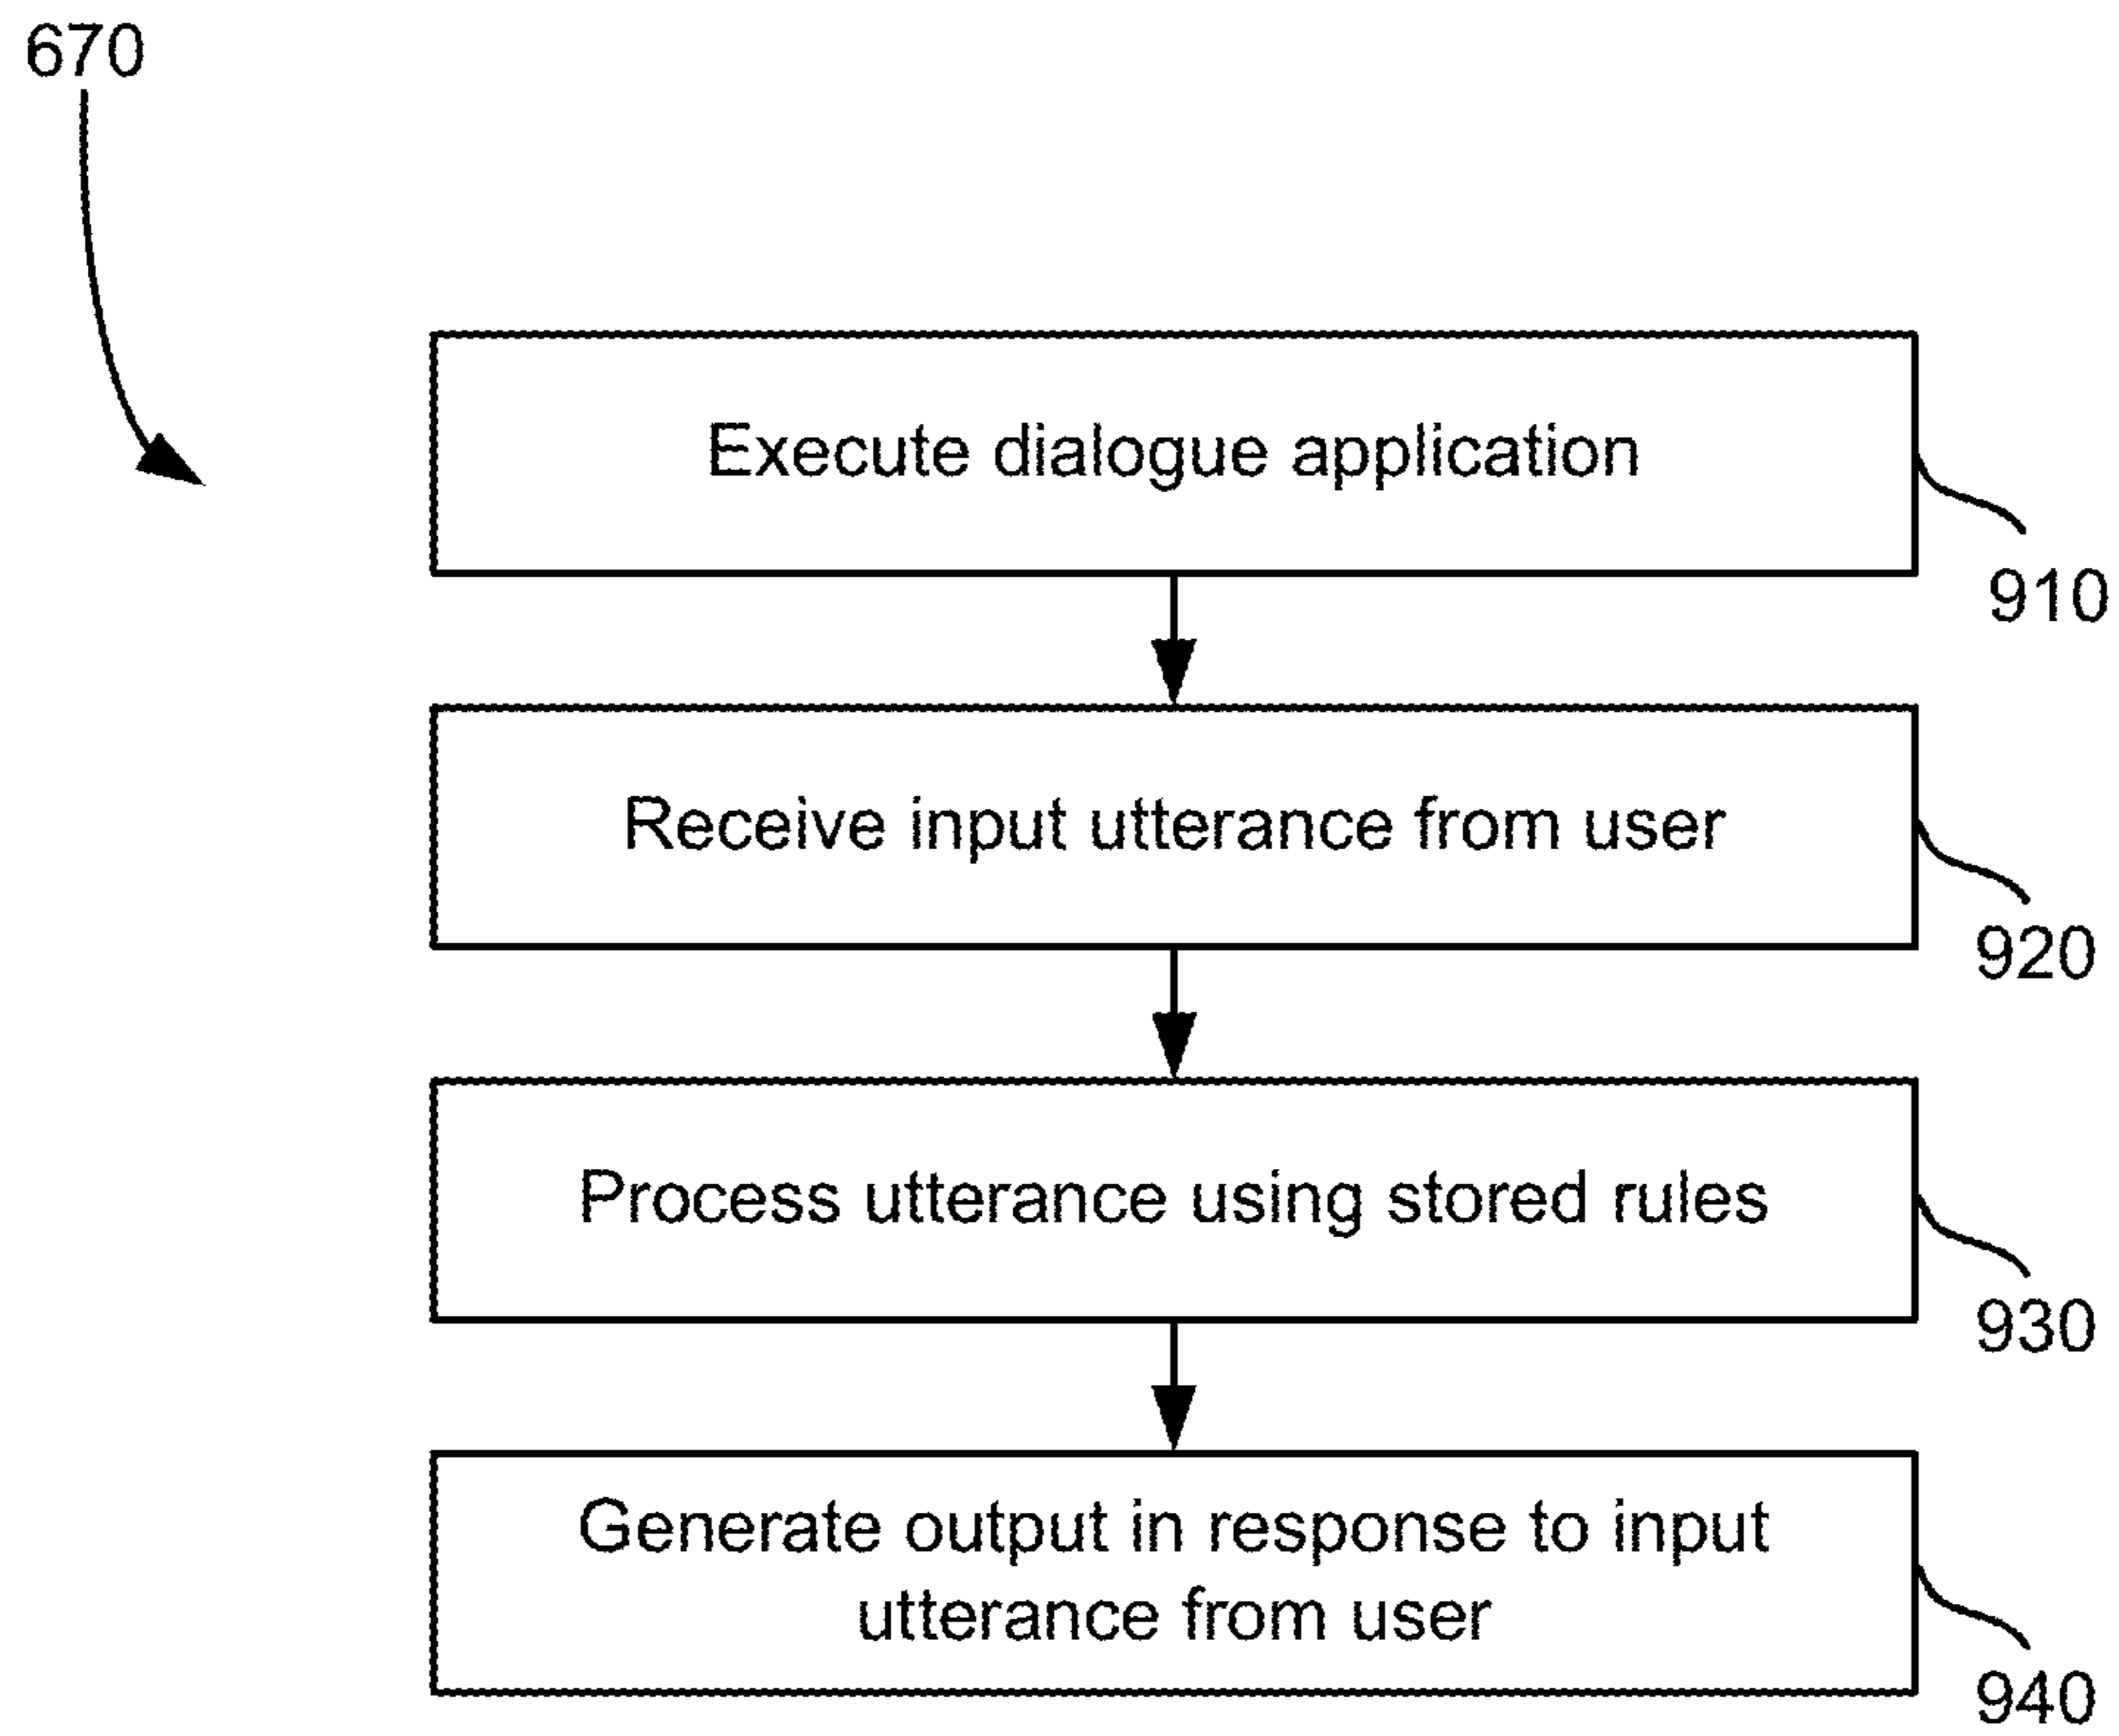 670
Execute dialogue application
910
Receive input utterance from user
920
Process utterance using stored rules
930
Generate output in response to input
utterance from user
940